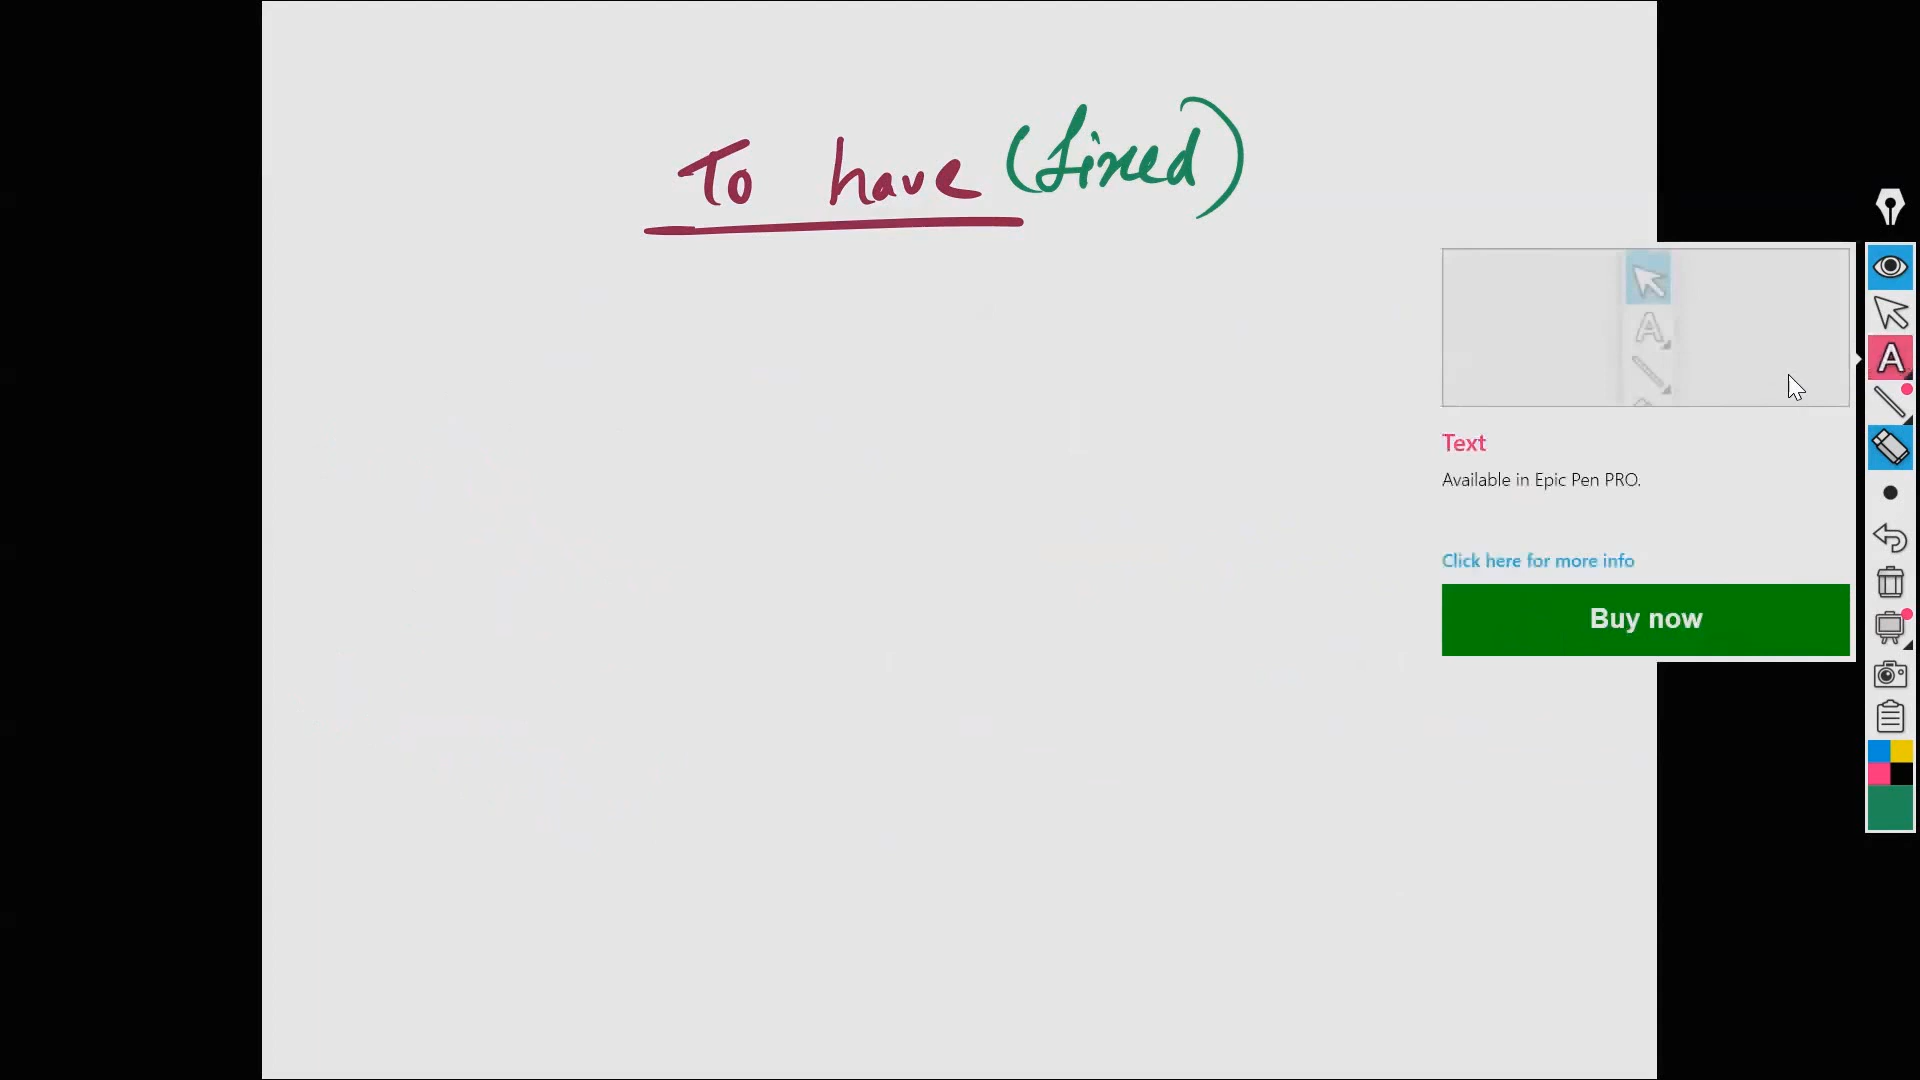 To have (fixed)
A
A
Text
Available in Epic Pen PRO.
Click here for more info
Buy now